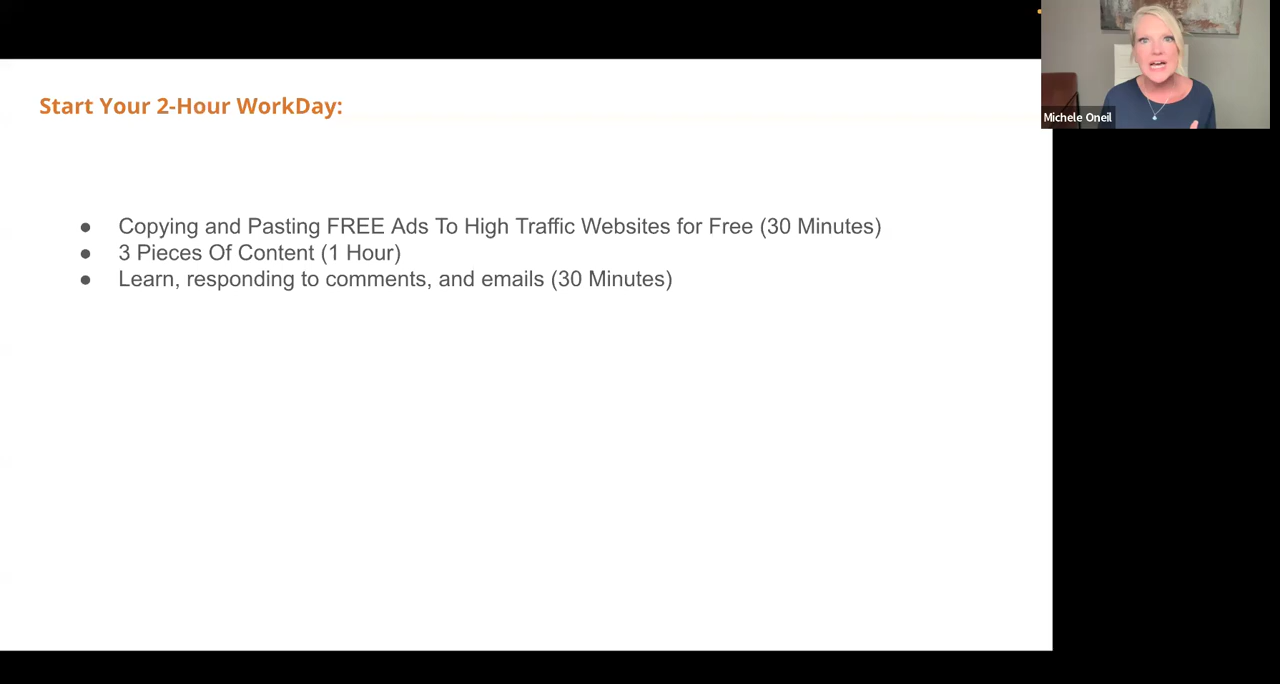 Start Your 2-Hour WorkDay:
Michele Oneil
● Copying and Pasting FREE Ads To High Traffic Websites for Free (30 Minutes)
● 3 Pieces Of Content (1 Hour)
● Learn, responding to comments, and emails (30 Minutes)